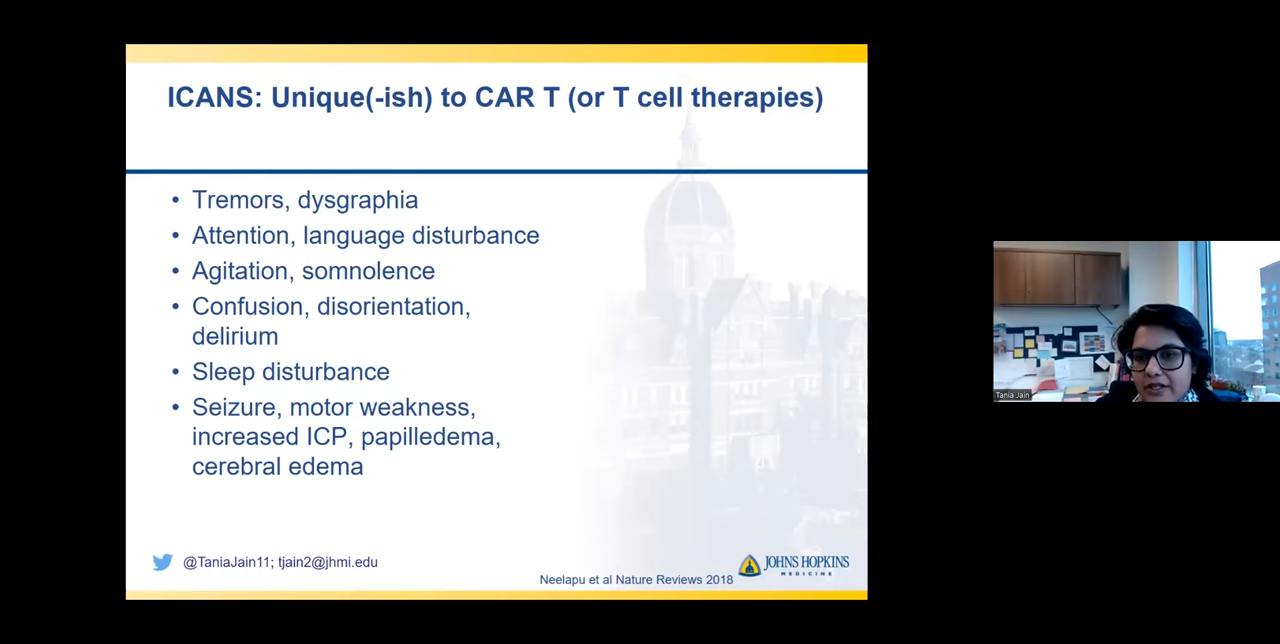 ICANS: Unique(-ish) to CAR T (or T cell therapies)
• Tremors, dysgraphia
• Attention, language disturbance
• Agitation, somnolence
• Confusion, disorientation,
delirium
• Sleep disturbance
• Seizure, motor weakness,
increased ICP, papilledema,
cerebral edema
@TaniaJain11; tjain2@jhmi.edu
Neelapu et al Nature Reviews 2018
JOHNS HOPKINS
MEDICINE
Tania Jain